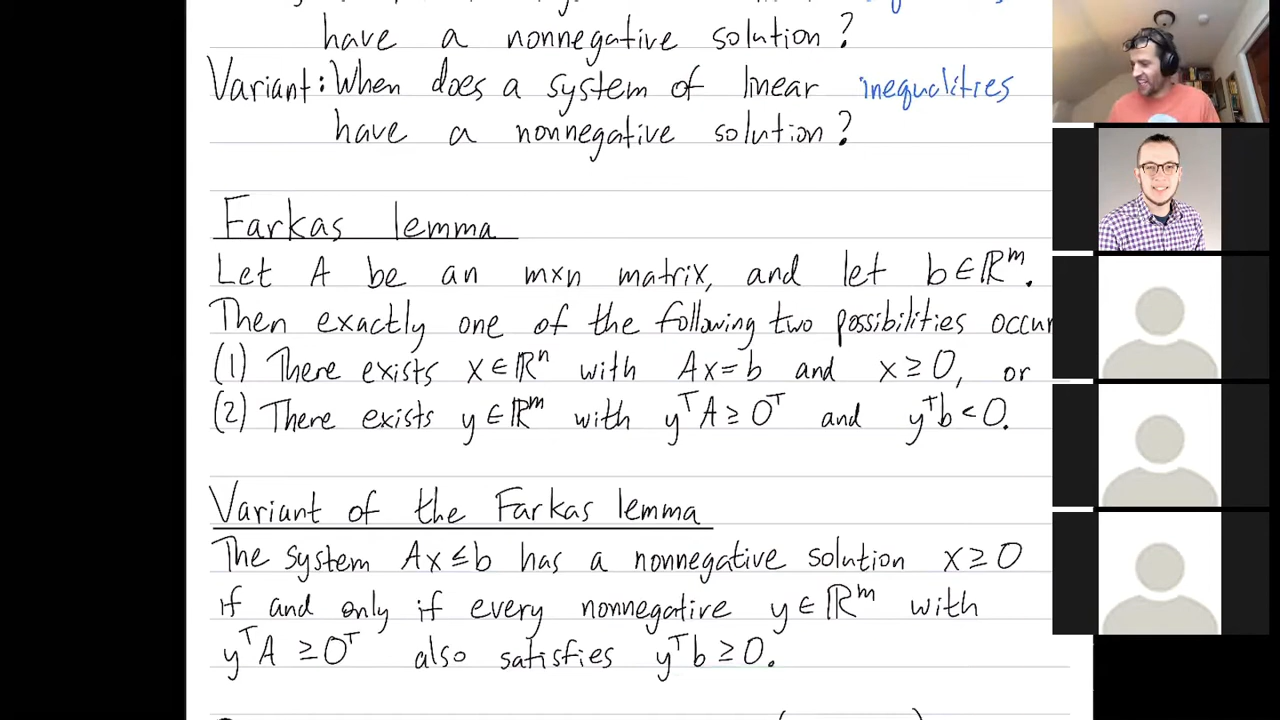 have a nonnegative solution?
Variant: When does a system of linear inequalities
have a nonnegative solution?
Farkas lemma
Let A be an m×n matrix, and let b∈ℝᵐ.
Then exactly one of the following two possibilities occur
(1) There exists x∈ℝⁿ with Ax=b and x≥0, or
(2) There exists y∈ℝᵐ with yᵀA≥0ᵀ and yᵀb<0.
Variant of the Farkas lemma
The system Ax≤b has a nonnegative solution x≥0
if and only if every nonnegative y∈ℝᵐ with
yᵀA≥0ᵀ also satisfies yᵀb≥0.